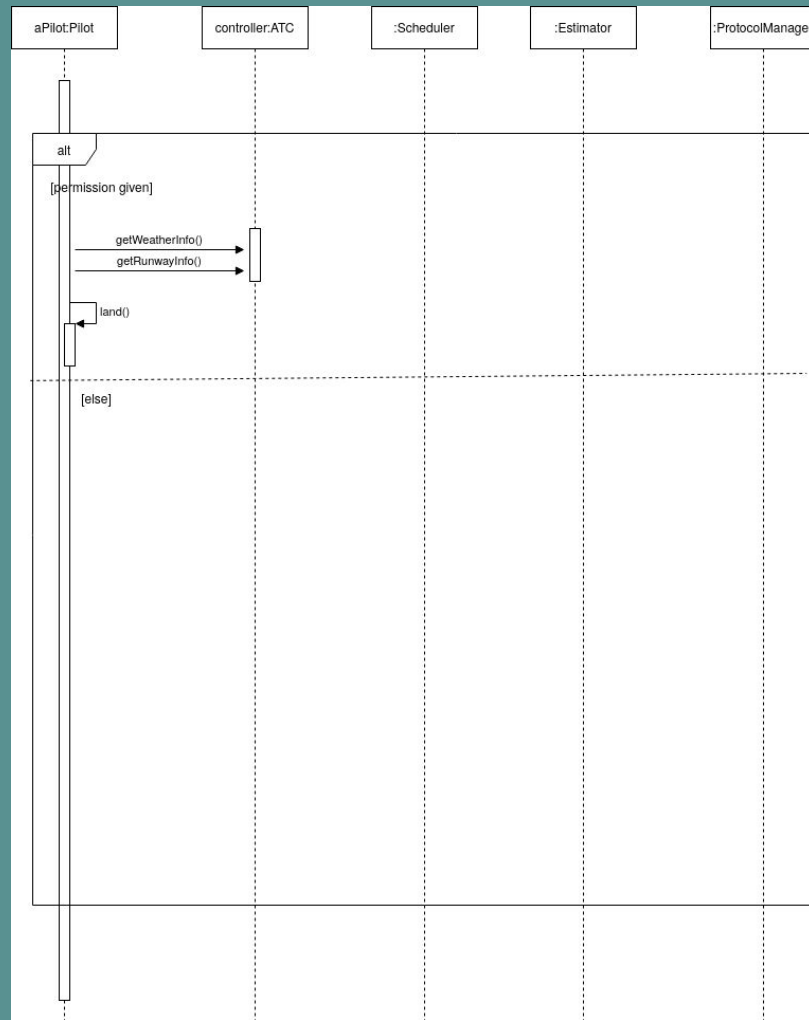 aPilot:Pilot
controller:ATC
:Scheduler
:Estimator
:ProtocolManage
alt
[permission given]
getWeatherInfo()
getRunwayInfo()
land()
[else]